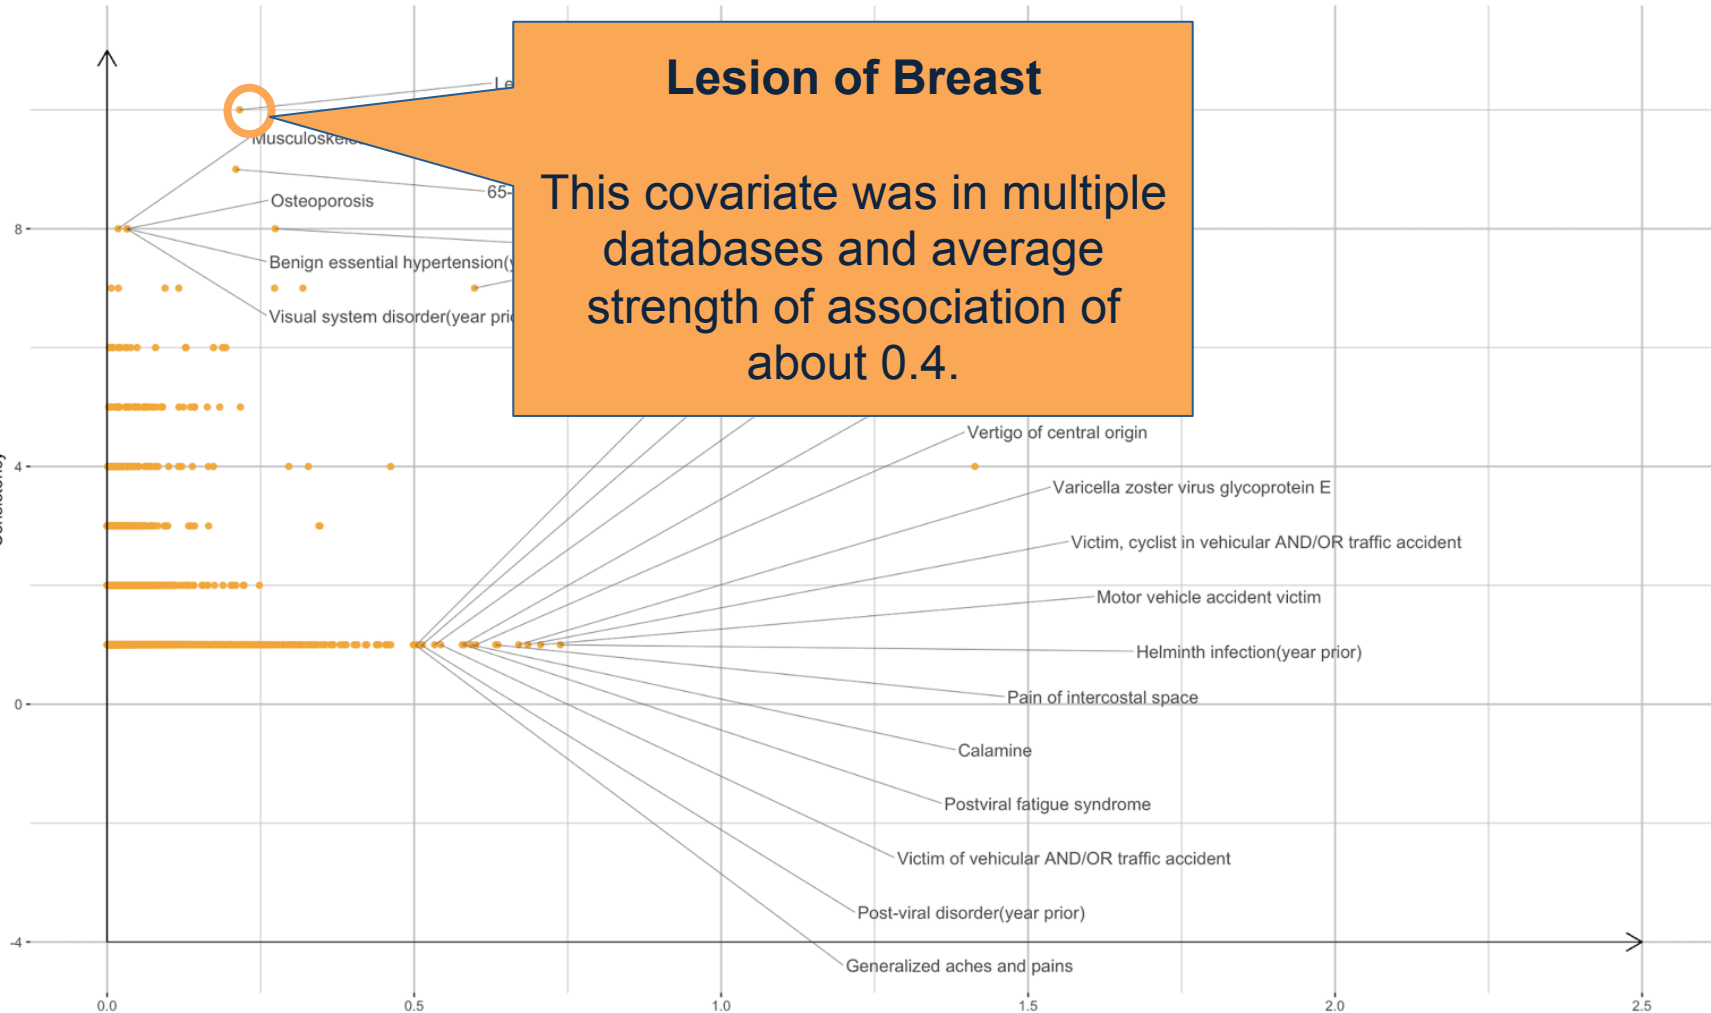 Lesion of Breast
This covariate was in multiple
databases and average
strength of association of
about 0.4.
Le
65-
Osteoporosis
8
Benign essential hypertension(y
Visual system disorder(year
Vertigo of central origin
4
Varicella zoster virus glycoprotein E
Victim, cyclist in vehicular AND/OR traffic accident
Motor vehicle accident victim
Helminth infection(year prior)
Pain of intercostal space
0
Calamine
Postviral fatigue syndrome
Victim of vehicular AND/OR traffic accident
Post-viral disorder(year prior)
-4
Generalized aches and pains
0.0 0.5 1.0 1.5 2.0 2.5